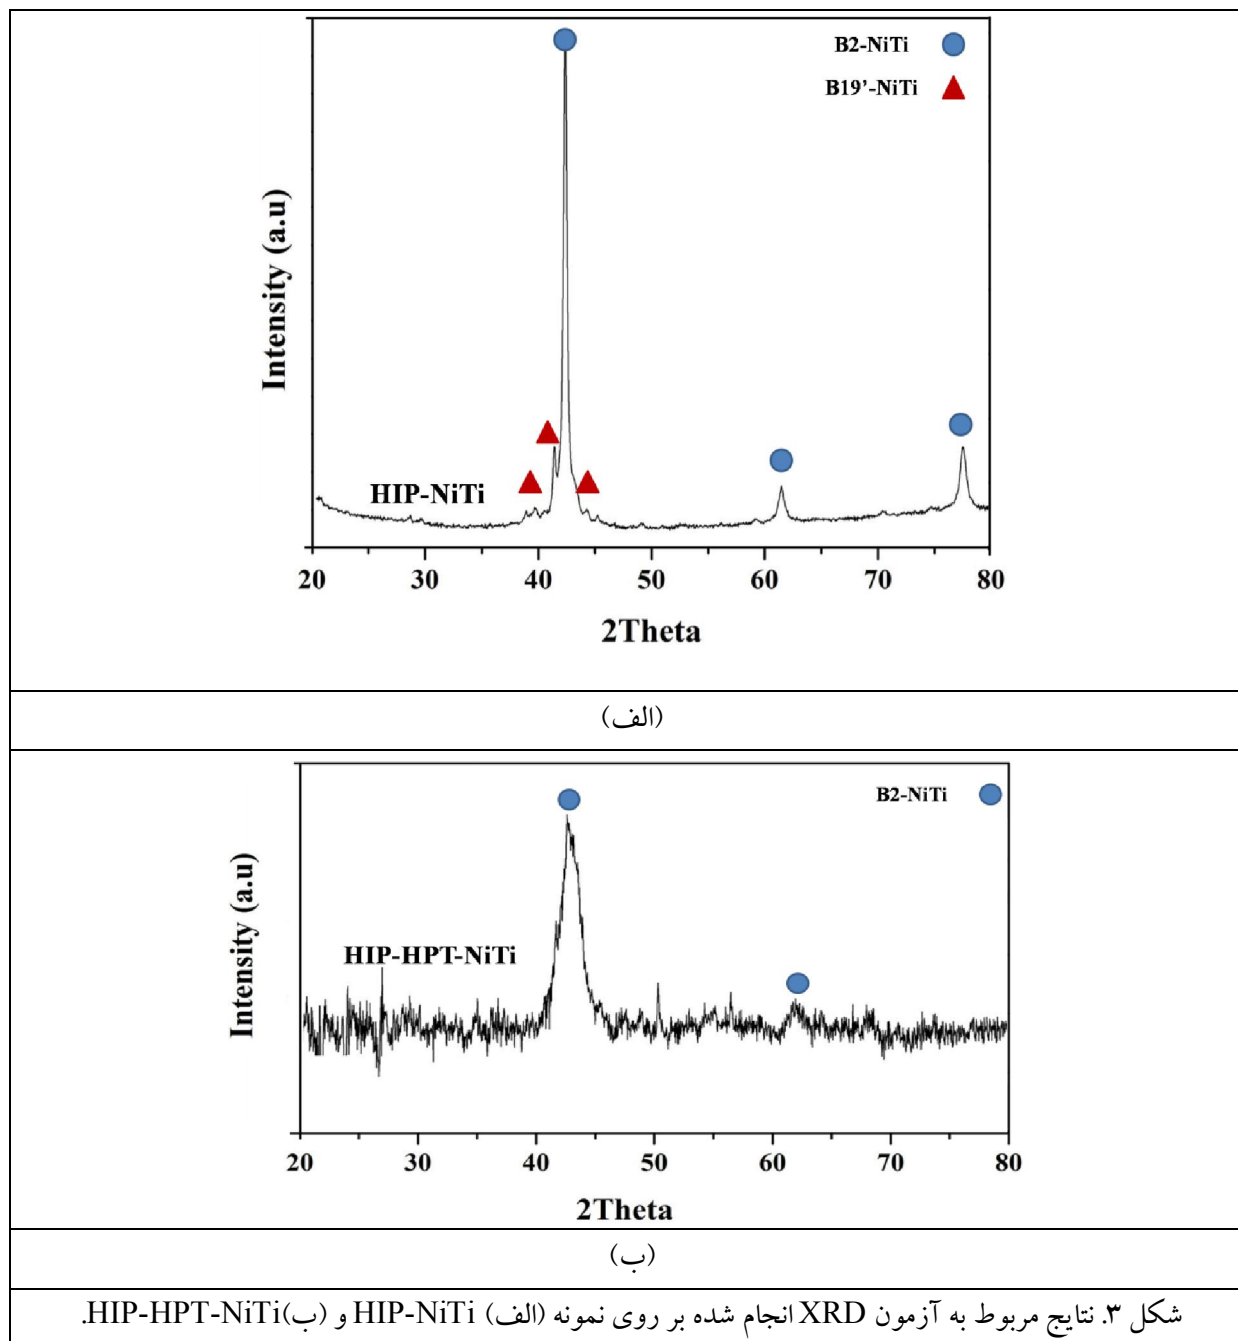 B2-NiTi
B19’-NiTi
Intensity (a.u)
HIP-NiTi
20 30 40 50 60 70 80
2Theta
(الف)
B2-NiTi
Intensity (a.u)
HIP-HPT-NiTi
20 30 40 50 60 70 80
2Theta
(ب)
شکل ۳. نتایج مربوط به آزمون XRD انجام شده بر روی نمونه (الف) HIP-NiTi و (ب)HIP-HPT-NiTi.